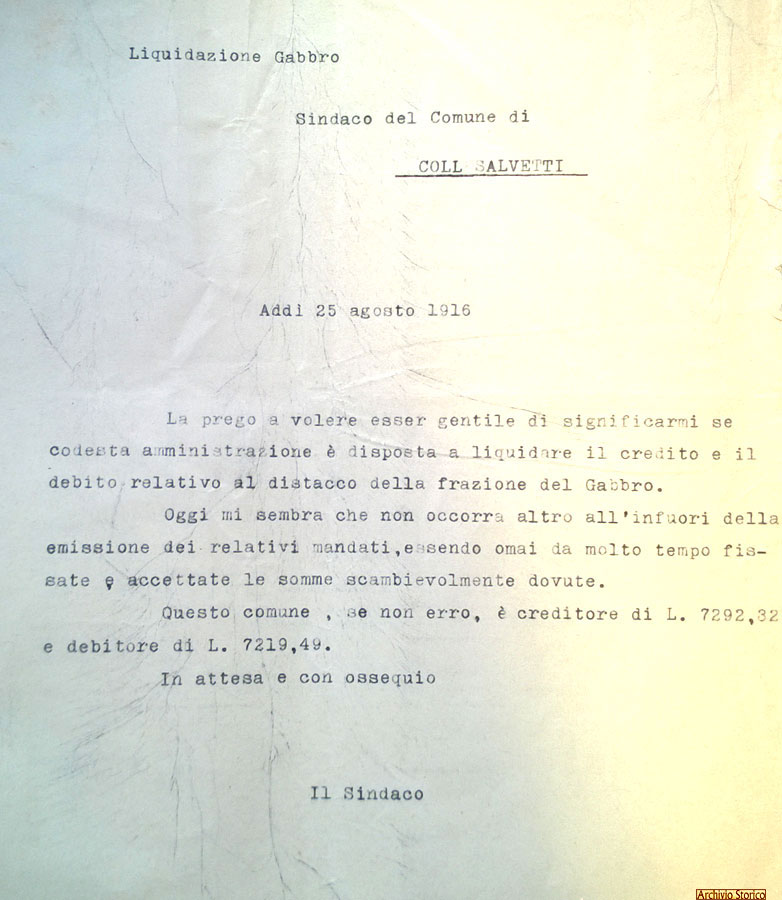 Liquidazione Gabbro
Sindaco del Comune di
COLL SALVETTI
Addi 25 agosto 1916
La prego a volere esser gentile di significarmi se
codesta amministrazione è disposta a liquidare il credito e il
debito relativo al distacco della frazione del Gabbro.
Oggi mi sembra che non occorra altro all'infuori della
emissione dei relativi mandati,essendo omai da molto tempo fis-
sate e accettate le somme scambievolmente dovute.
Questo comune , se non erro, è creditore di L. 7292,32
e debitore di L. 7219,49.
In attesa e con ossequio
Il Sindaco
Archivio Storico